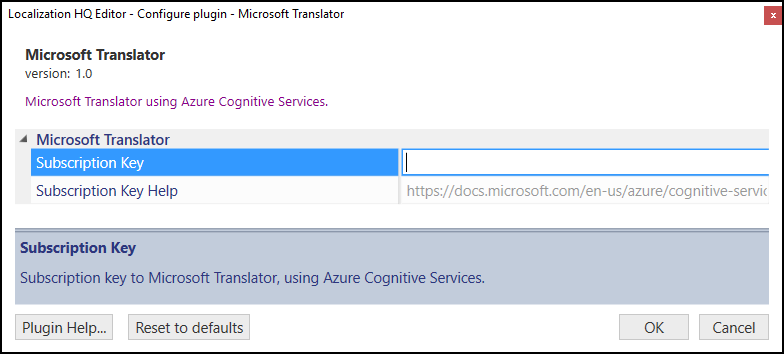 Localization HQ Editor - Configure plugin - Microsoft Translator
Microsoft Translator
version: 1.0
Microsoft Translator using Azure Cognitive Services.
Microsoft Translator
Subscription Key
Subscription Key Help https://docs.microsoft.com/en-us/azure/cognitive-servic
Subscription Key
Subscription key to Microsoft Translator, using Azure Cognitive Services.
Plugin Help... Reset to defaults OK Cancel